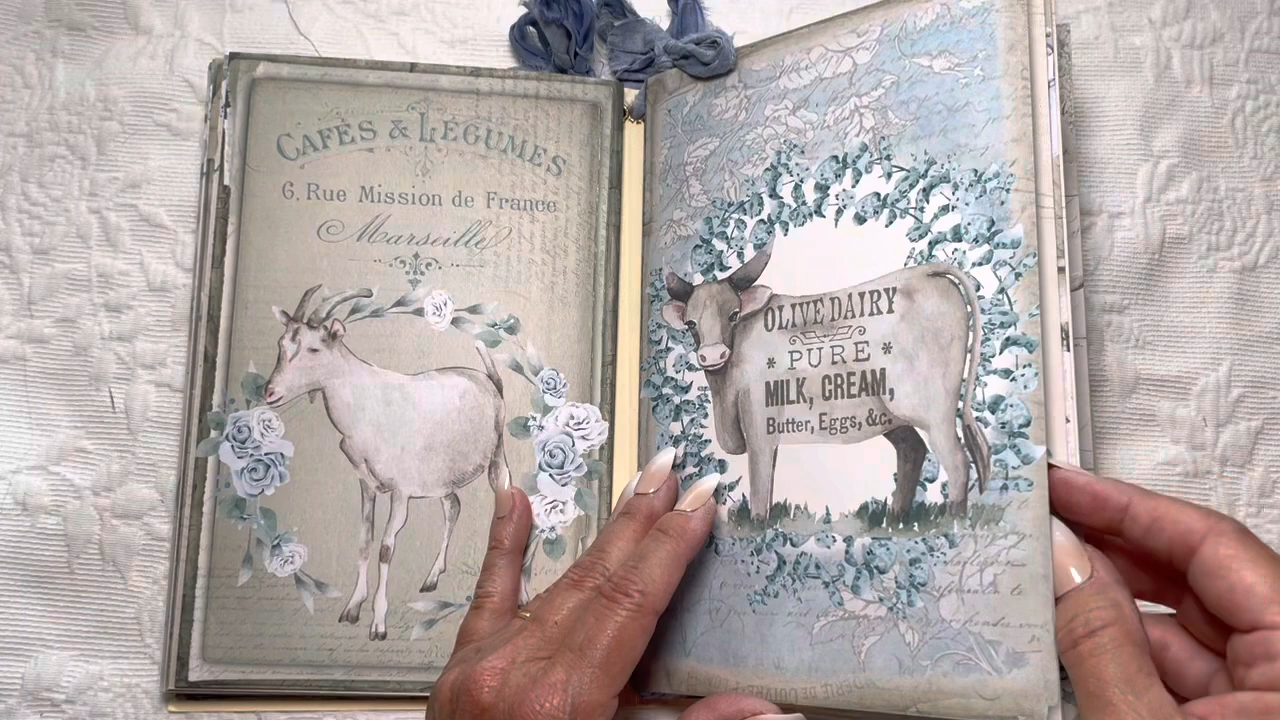 CAFÉS & LÉGUMES
6. Rue Mission de France
Marseille
OLIVE DAIRY
* PURE *
MILK, CREAM,
Butter, Eggs, &c.